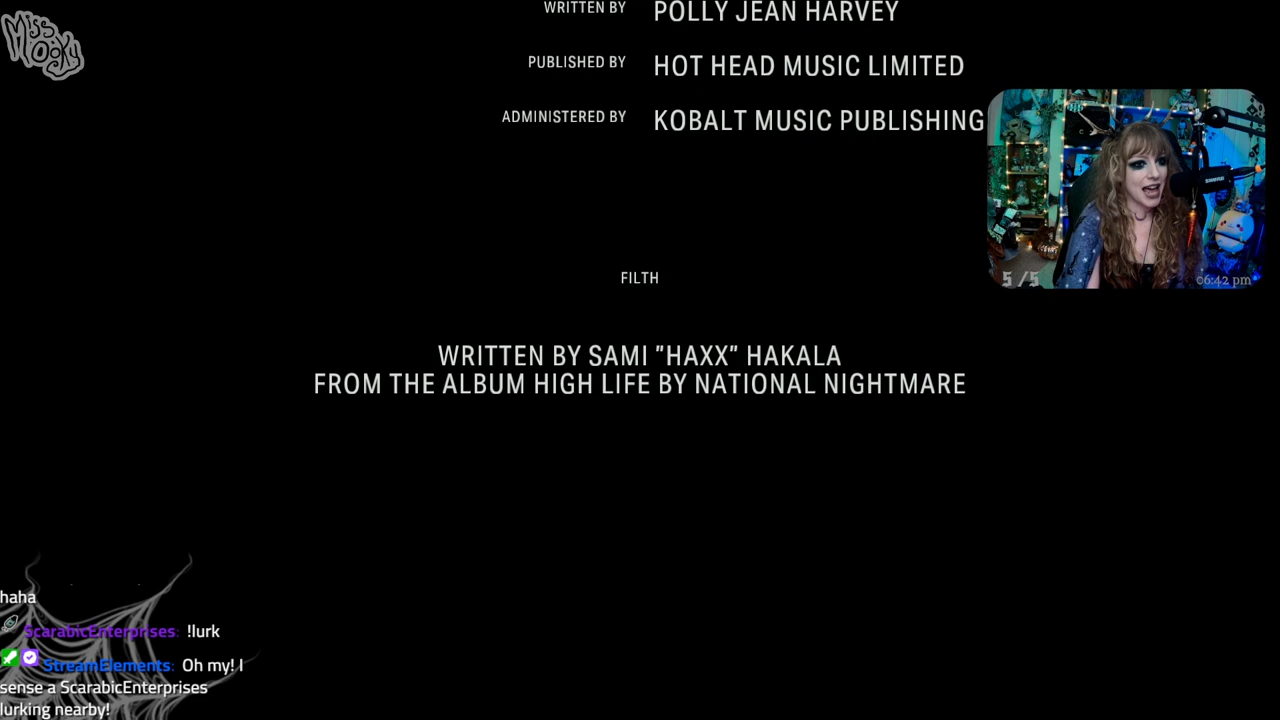 Miss
Ooky
WRITTEN BY POLLY JEAN HARVEY
PUBLISHED BY HOT HEAD MUSIC LIMITED
ADMINISTERED BY KOBALT MUSIC PUBLISHING
5/5
06:42 pm
FILTH
WRITTEN BY SAMI "HAXX" HAKALA
FROM THE ALBUM HIGH LIFE BY NATIONAL NIGHTMARE
haha
ScarabicEnterprises: !lurk
StreamElements: Oh my! I
sense a ScarabicEnterprises
lurking nearby!